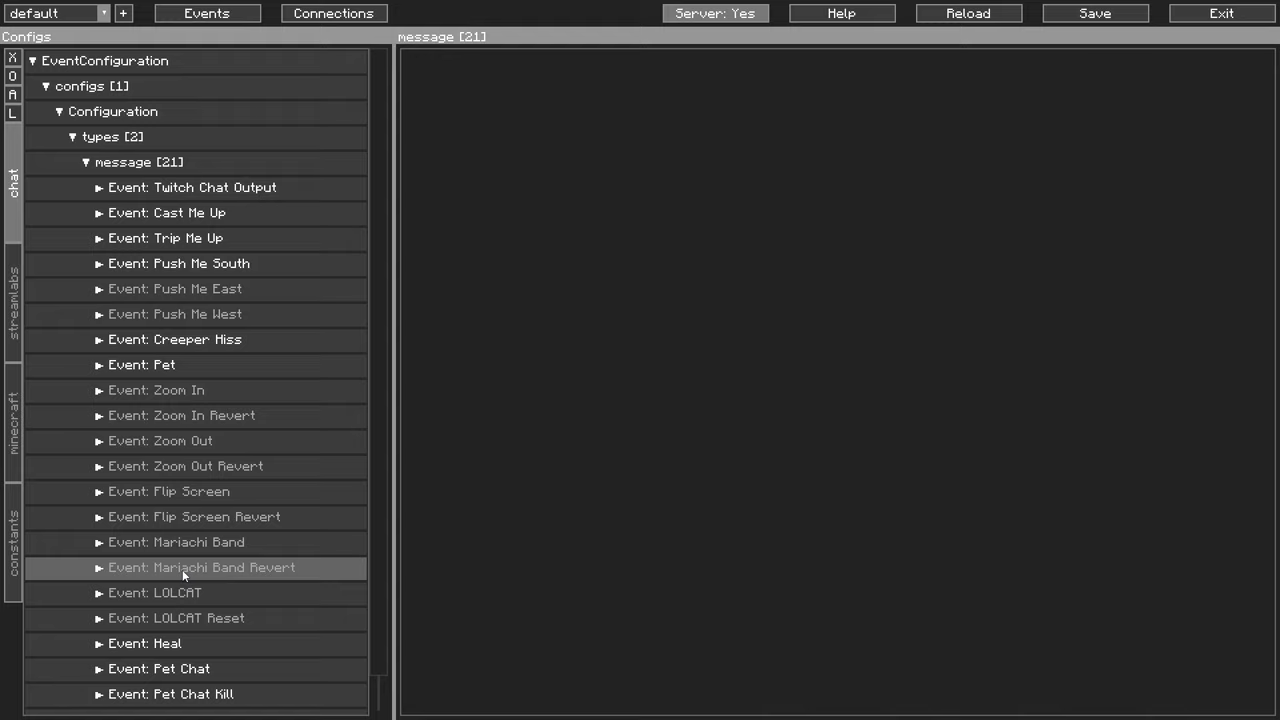 default + Events Connections Server: Yes Help Reload Save Exit
Configs message [21]
X
O
A
L
chat
streamlabs
minecraft
constants
EventConfiguration
configs [1]
Configuration
types [2]
message [21]
Event: Twitch Chat Output
Event: Cast Me Up
Event: Trip Me Up
Event: Push Me South
Event: Push Me East
Event: Push Me West
Event: Creeper Hiss
Event: Pet
Event: Zoom In
Event: Zoom In Revert
Event: Zoom Out
Event: Zoom Out Revert
Event: Flip Screen
Event: Flip Screen Revert
Event: Mariachi Band
Event: Mariachi Band Revert
Event: LOLCAT
Event: LOLCAT Reset
Event: Heal
Event: Pet Chat
Event: Pet Chat Kill